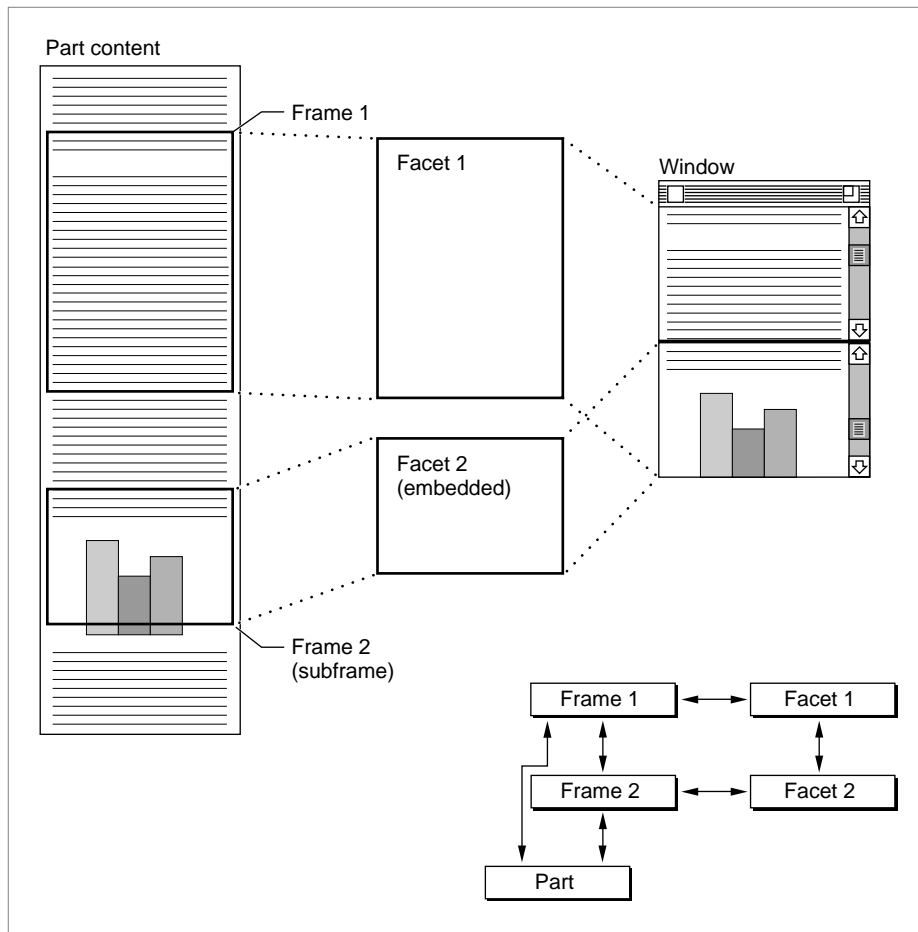 Part content
Frame 1
Facet 1
Window
Facet 2
(embedded)
Frame 2
(subframe)
Frame 1
Facet 1
Frame 2
Facet 2
Part